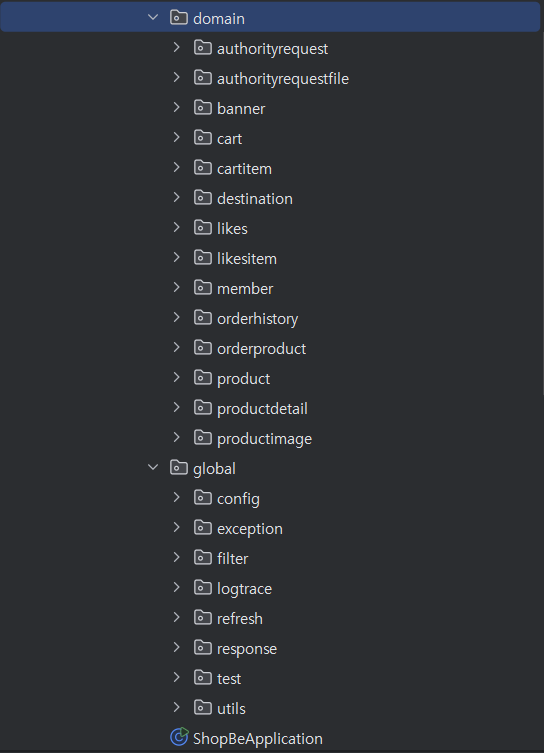 domain
authorityrequest
authorityrequestfile
banner
cart
cartitem
destination
likes
likesitem
member
orderhistory
orderproduct
product
productdetail
productimage
global
config
exception
filter
logtrace
refresh
response
test
utils
ShopBeApplication